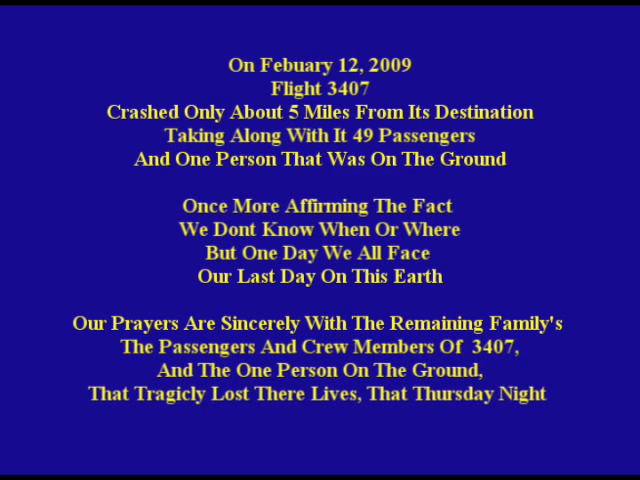 On Febuary 12, 2009
Flight 3407
Crashed Only About 5 Miles From Its Destination
Taking Along With It 49 Passengers
And One Person That Was On The Ground
Once More Affirming The Fact
We Dont Know When Or Where
But One Day We All Face
Our Last Day On This Earth
Our Prayers Are Sincerely With The Remaining Family's
The Passengers And Crew Members Of 3407,
And The One Person On The Ground,
That Tragicly Lost There Lives, That Thursday Night